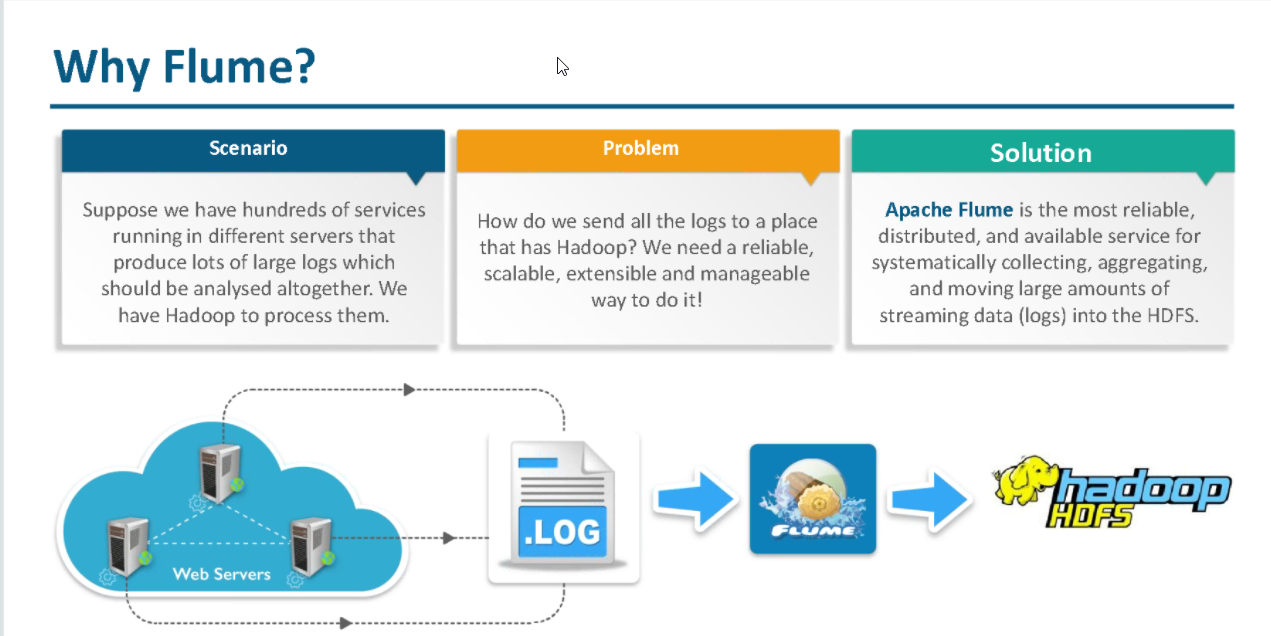 Why Flume?
Scenario
Suppose we have hundreds of services
running in different servers that
produce lots of large logs which
should be analysed altogether. We
have Hadoop to process them.
Problem
How do we send all the logs to a place
that has Hadoop? We need a reliable,
scalable, extensible and manageable
way to do it!
Solution
Apache Flume is the most reliable,
distributed, and available service for
systematically collecting, aggregating,
and moving large amounts of
streaming data (logs) into the HDFS.
Web Servers
.LOG
FLUME
hadoop
HDFS